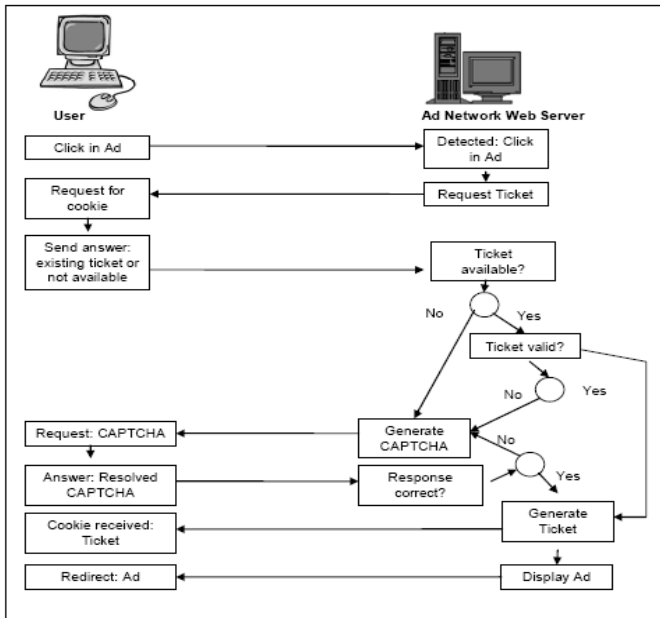 User
Ad Network Web Server
Click in Ad
Detected: Click
in Ad
Request for
cookie
Request Ticket
Send answer:
existing ticket or
not available
Ticket
available?
No
Yes
Ticket valid?
No
Yes
Request: CAPTCHA
Generate
CAPTCHA
No
Answer: Resolved
CAPTCHA
Response
correct?
Yes
Cookie received:
Ticket
Generate
Ticket
Redirect: Ad
Display Ad